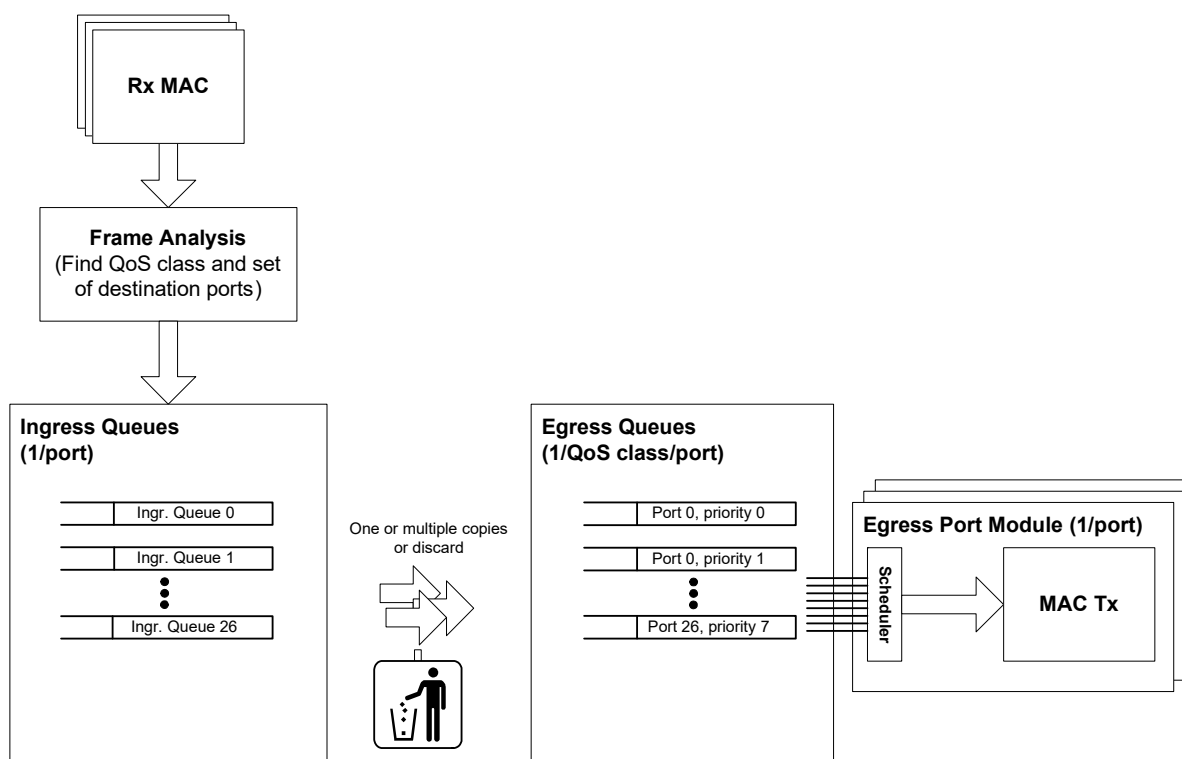 Rx MAC
Frame Analysis
(Find QoS class and set
of destination ports)
Ingress Queues
(1/port)
Ingr. Queue 0
Ingr. Queue 1
Ingr. Queue 26
One or multiple copies
or discard
Egress Queues
(1/QoS class/port)
Port 0, priority 0
Port 0, priority 1
Port 26, priority 7
Egress Port Module (1/port)
Scheduler
MAC Tx